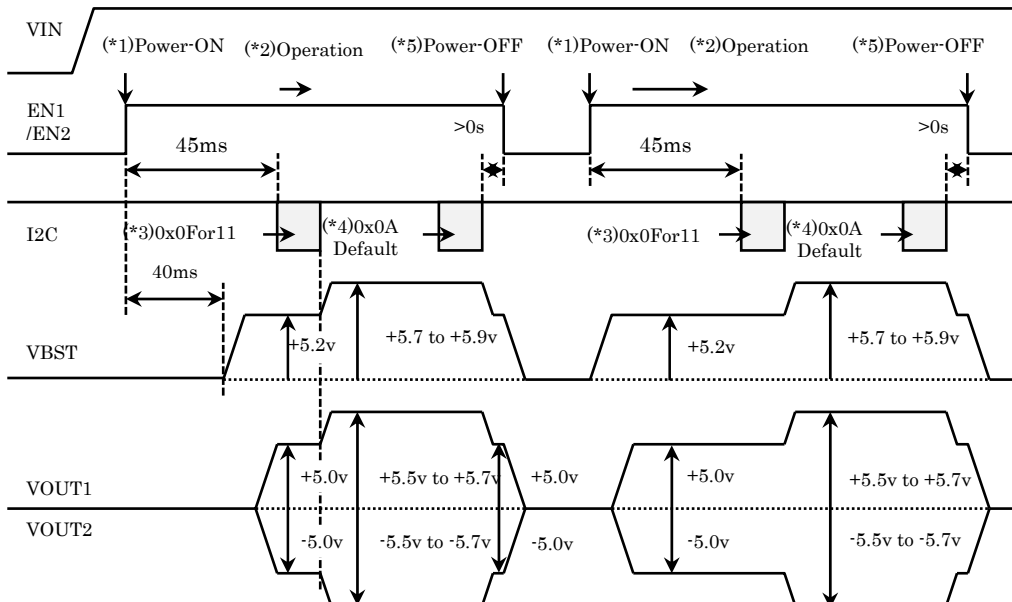 VIN
(*1)Power-ON (*2)Operation (*5)Power-OFF (*1)Power-ON (*2)Operation (*5)Power-OFF
EN1
/EN2
>0s >0s
45ms 45ms
I2C
(*3)0x0For11 (*4)0x0A
Default
(*3)0x0For11 (*4)0x0A
Default
40ms
VBST
+5.2v +5.7 to +5.9v +5.2v +5.7 to +5.9v
VOUT1
+5.0v +5.5v to +5.7v +5.0v +5.0v +5.5v to +5.7v
VOUT2
-5.0v -5.5v to -5.7v -5.0v -5.0v -5.5v to -5.7v